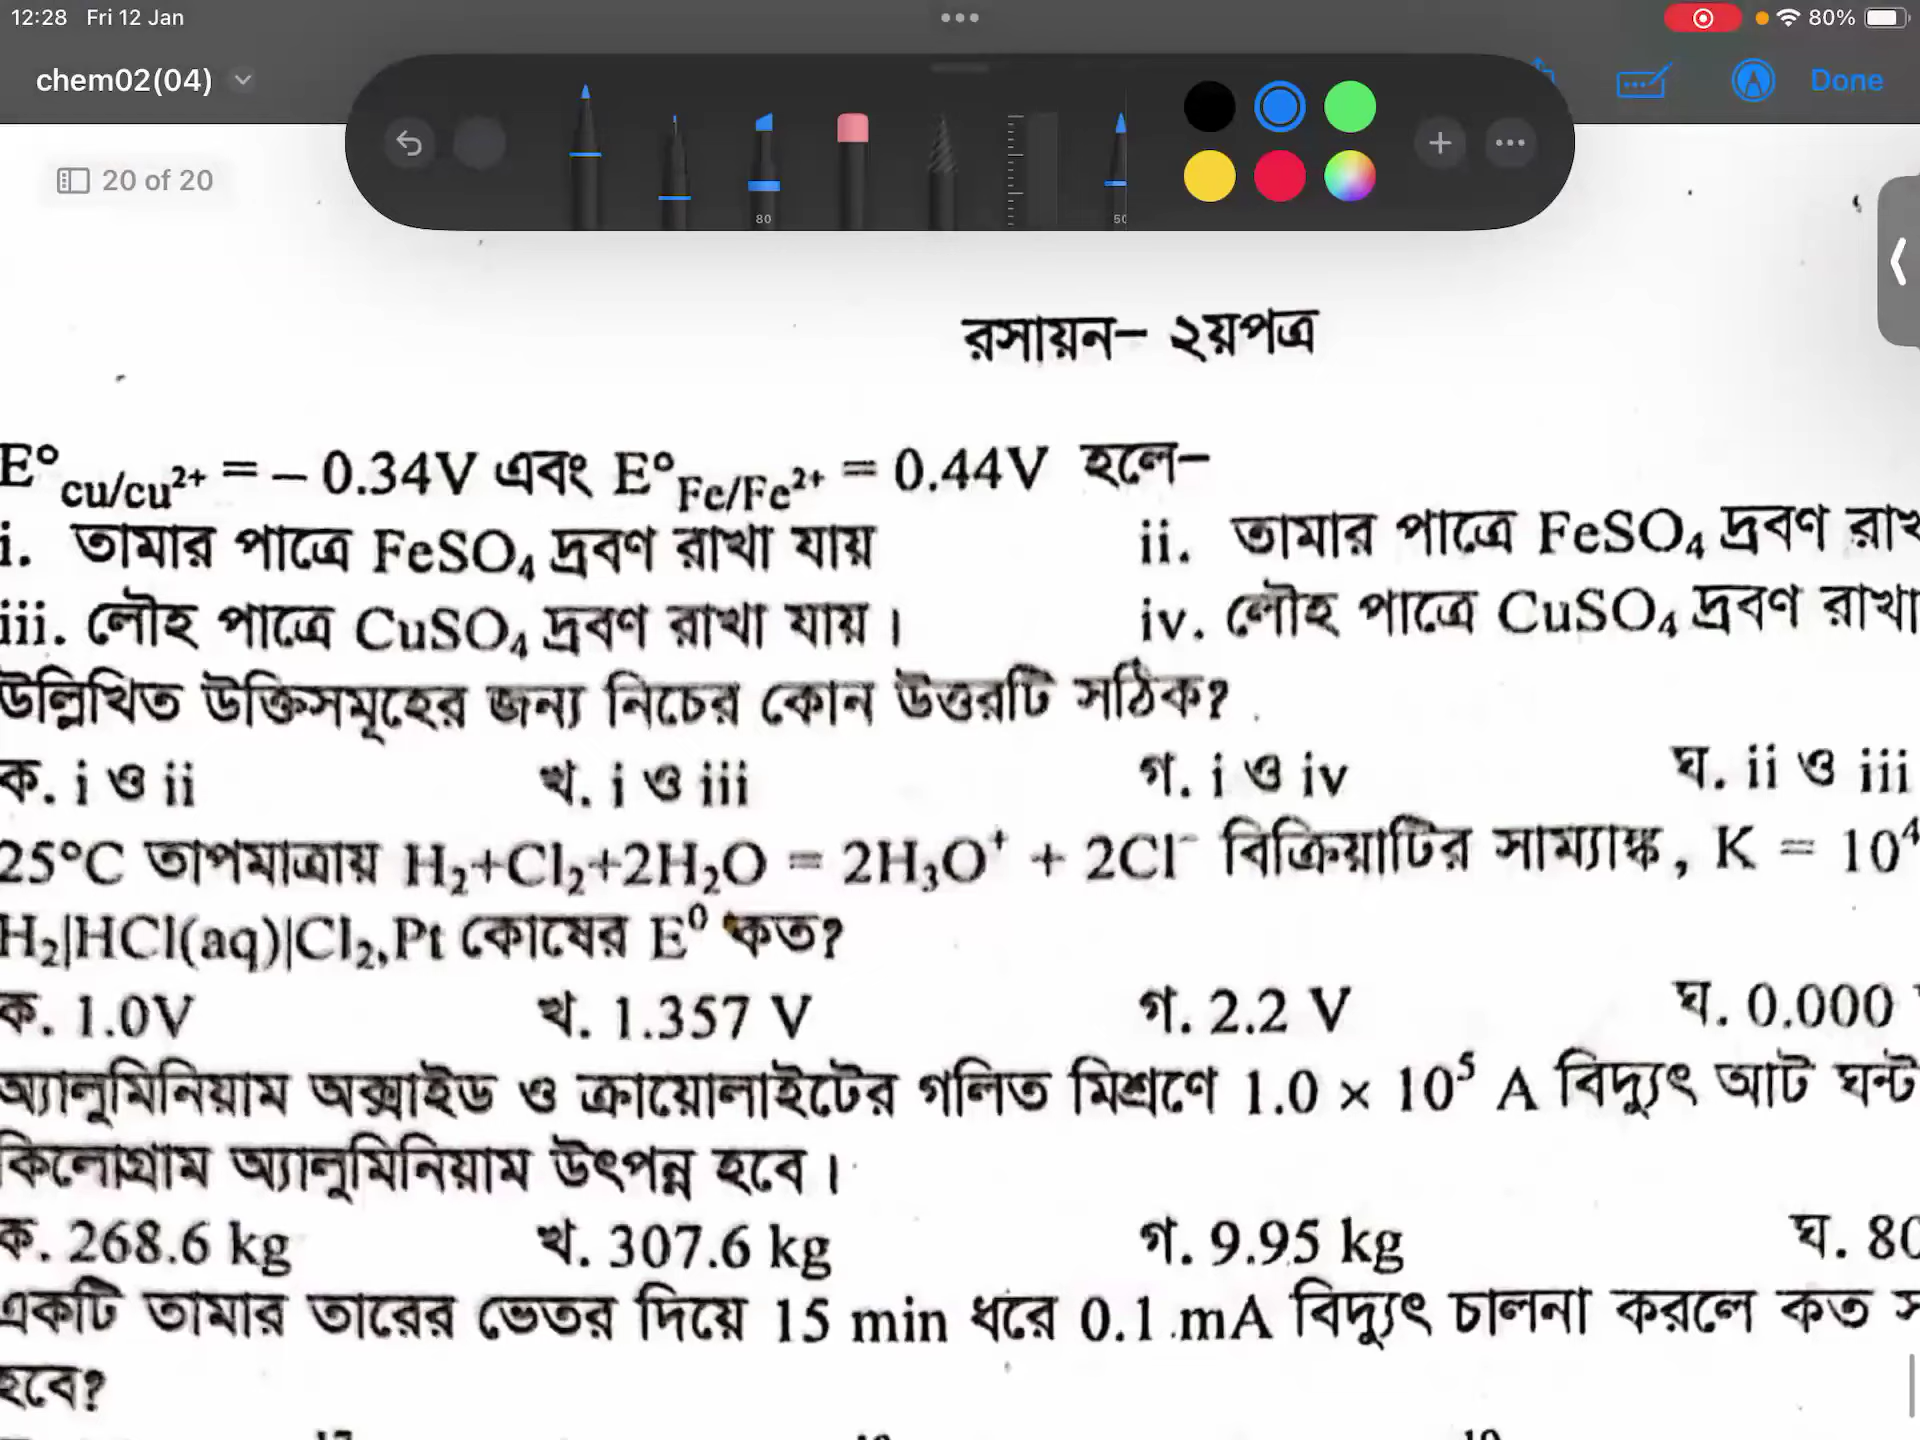 12:28 Fri 12 Jan
80%
chem02(04)
Done
80
50
20 of 20
রসায়ন– ২য়পত্র
E°cu/cu²⁺ = – 0.34V এবং E°Fe/Fe²⁺ = 0.44V হলে–
i. তামার পাত্রে FeSO₄ দ্রবণ রাখা যায়
ii. তামার পাত্রে FeSO₄ দ্রবণ
iii. লৌহ পাত্রে CuSO₄ দ্রবণ রাখা যায়।
iv. লৌহ পাত্রে CuSO₄ দ্রবণ রাখা
উল্লিখিত উক্তিসমূহের জন্য নিচের কোন উত্তরটি সঠিক?
ক. i ও ii খ. i ও iii গ. i ও iv ঘ. ii ও iii
25°C তাপমাত্রায় H₂+Cl₂+2H₂O = 2H₃O⁺ + 2Cl⁻ বিক্রিয়াটির সাম্যাঙ্ক, K = 10⁴
H₂|HCl(aq)|Cl₂,Pt কোষের E⁰ কত?
ক. 1.0V খ. 1.357 V গ. 2.2 V ঘ. 0.000
অ্যালুমিনিয়াম অক্সাইড ও ক্রায়োলাইটের গলিত মিশ্রণে 1.0 × 10⁵ A বিদ্যুৎ আট
কিলোগ্রাম অ্যালুমিনিয়াম উৎপন্ন হবে।
ক. 268.6 kg খ. 307.6 kg গ. 9.95 kg ঘ.
একটি তামার তারের ভেতর দিয়ে 15 min ধরে 0.1 mA বিদ্যুৎ চালনা করলে কত
হবে?